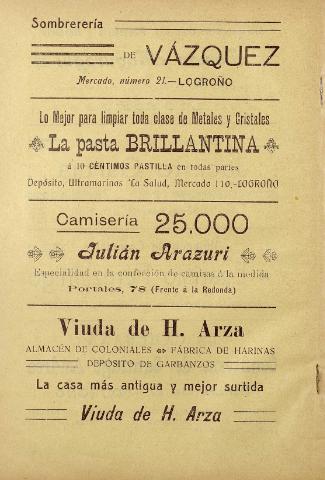 Sombrerería
DE VÁZQUEZ
Mercado, número 21.—LOGROÑO
Lo Mejor para limpiar toda clase de Metales y Cristales
La pasta BRILLANTINA
á 10 CÉNTIMOS PASTILLA en todas partes
Depósito, Ultramarinos 'La Salud, Mercado 110,-LOGROÑO
Camisería 25.000
Julián Arazuri
Especialidad en la confección de camisas á la medida
Portales, 78 (Frente á la Redonda)
Viuda de H. Arza
ALMACÉN DE COLONIALES FÁBRICA DE HARINAS
DEPÓSITO DE GARBANZOS
La casa más antigua y mejor surtida
Viuda de H. Arza